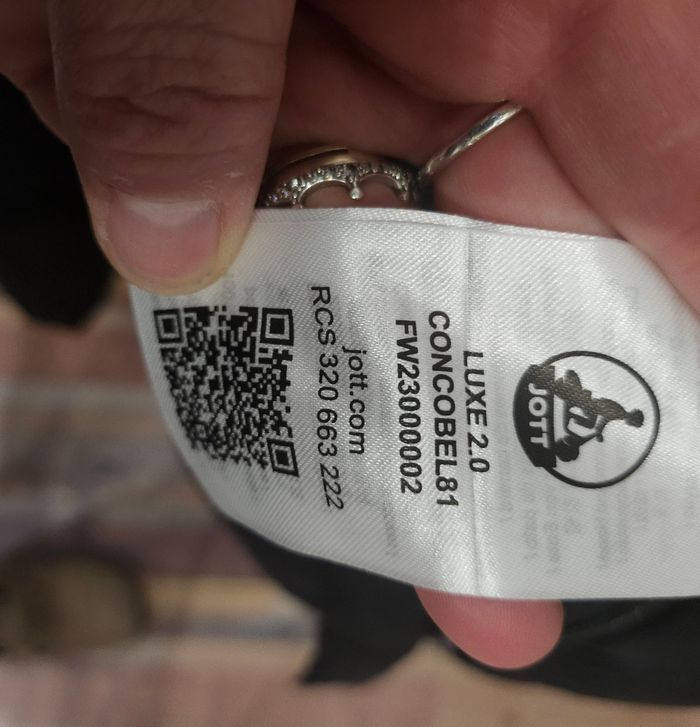 JOTT
LUXE 2.0
CONCOBEL81
FW23000002
jott.com
RCS 320 663 222